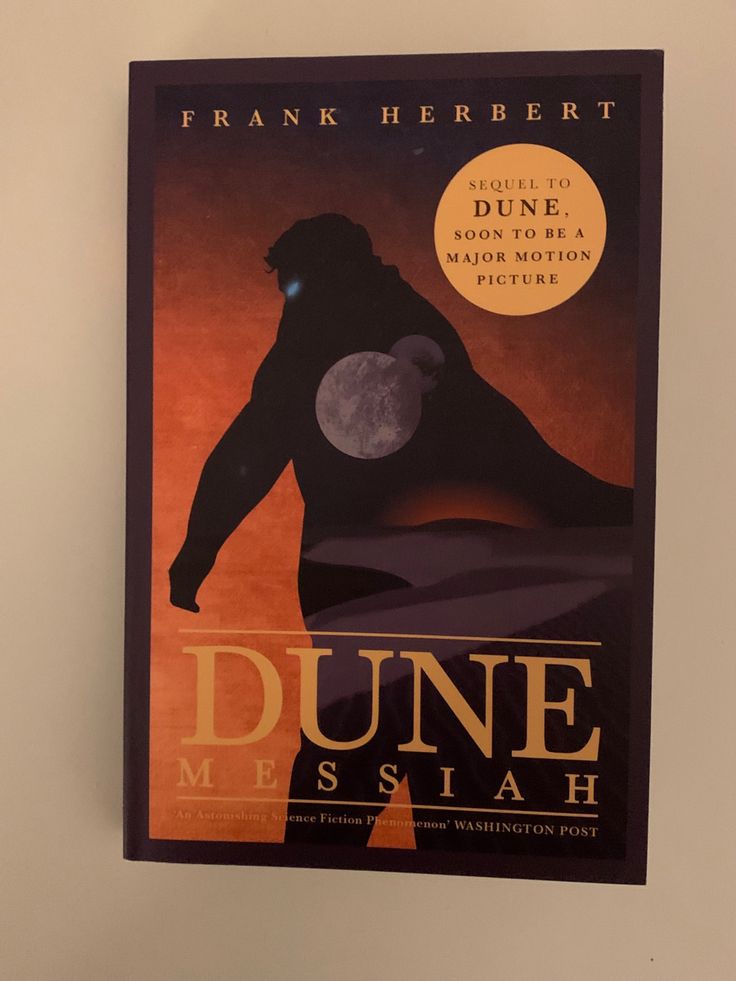 FRANK HERBERT
SEQUEL TO
DUNE,
SOON TO BE A
MAJOR MOTION
PICTURE
DUNE
MESSIAH
'An Astonishing Science Fiction Phenomenon' WASHINGTON POST